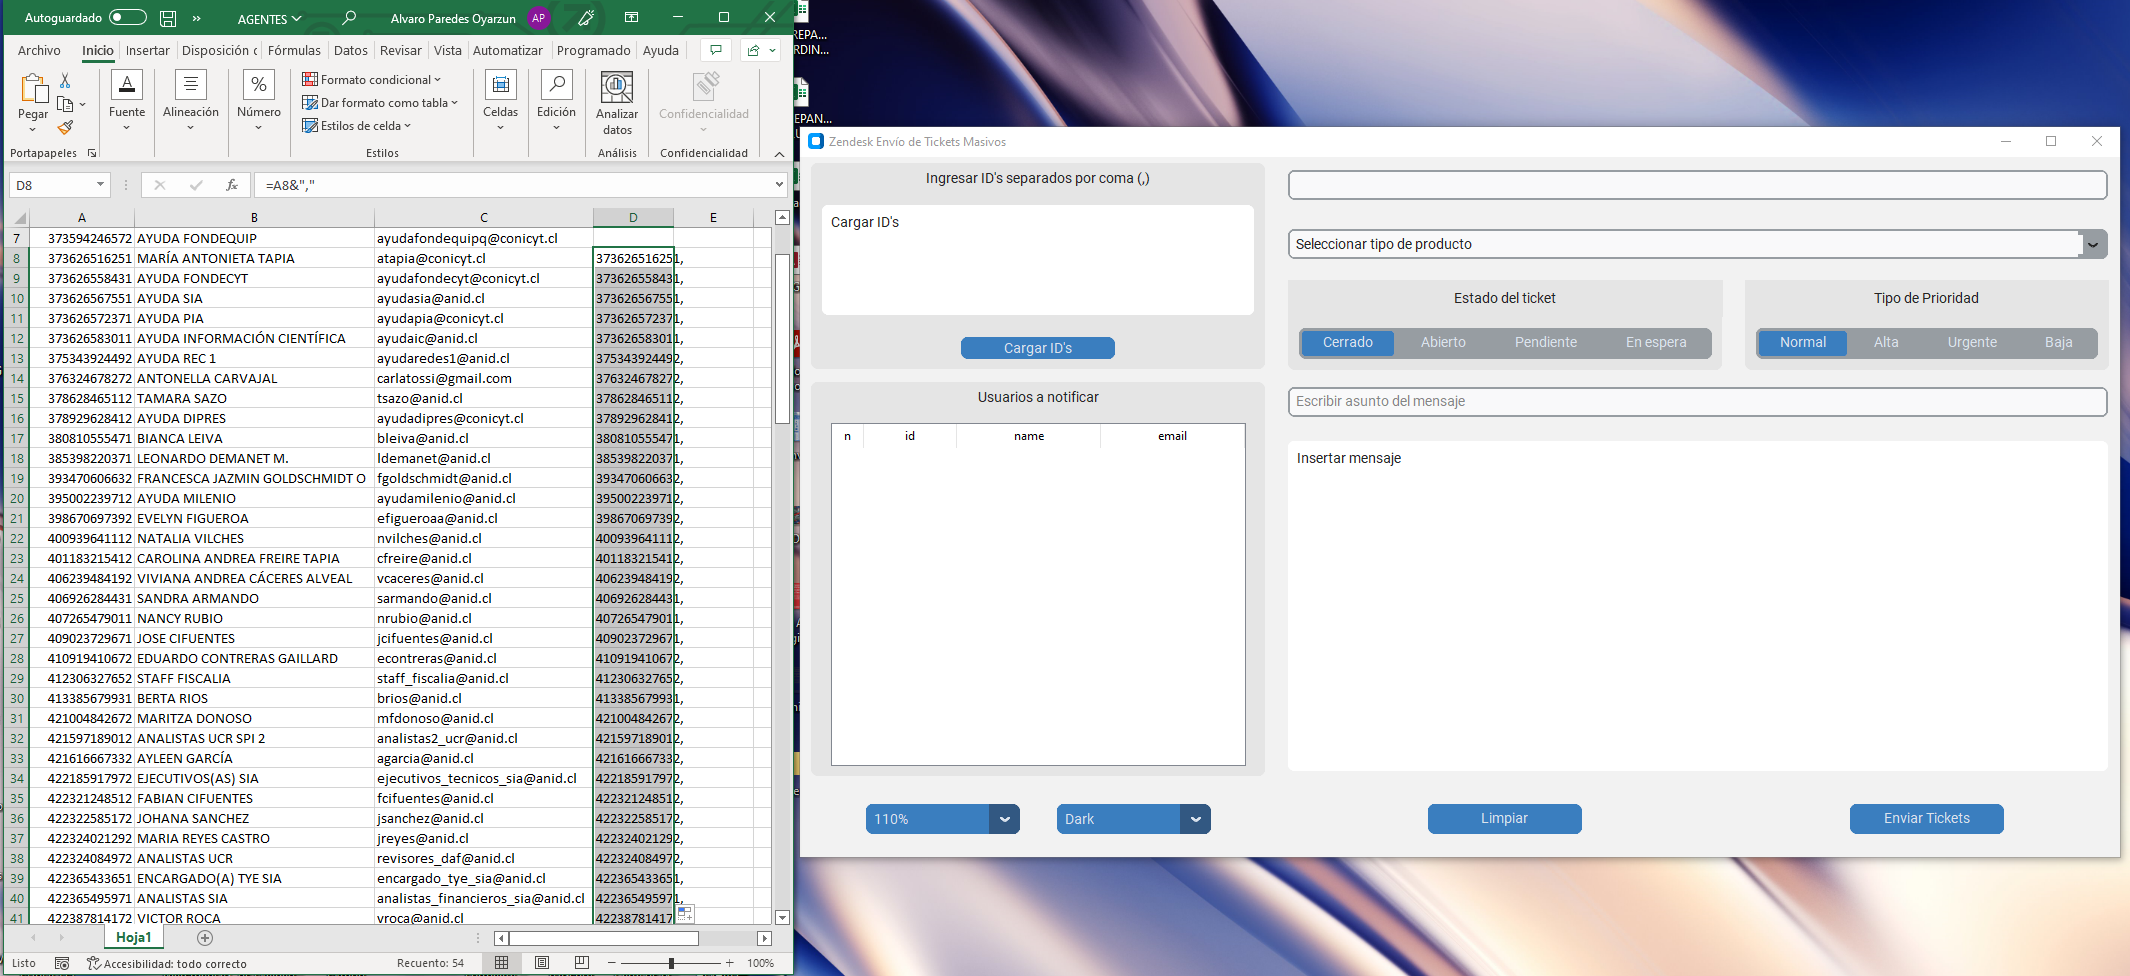 Autoguardado
»
AGENTES
Alvaro Paredes Oyarzun
AP
Archivo
Inicio
Insertar
Disposición
Fórmulas
Datos
Revisar
Vista
Automatizar
Programado
Ayuda
Pegar
Fuente
Alineación
%
Número
Formato condicional
Dar formato como tabla
Estilos de celda
Celdas
Edición
Analizar datos
Confidencialidad
Portapapeles
Estilos
Análisis
Confidencialidad
D8
fx
=A8&","
A B C D E
7 373594246572 AYUDA FONDEQUIP ayudafondequipq@conicyt.cl
8 373626516251 MARÍA ANTONIETA TAPIA atapia@conicyt.cl 373626516251,
9 373626558431 AYUDA FONDECYT ayudafondecyt@conicyt.cl 373626558431,
10 373626567551 AYUDA SIA ayudasia@anid.cl 373626567551,
11 373626572371 AYUDA PIA ayudapia@conicyt.cl 373626572371,
12 373626583011 AYUDA INFORMACIÓN CIENTÍFICA ayudaic@anid.cl 373626583011,
13 375343924492 AYUDA REC 1 ayudaredes1@anid.cl 375343924492,
14 376324678272 ANTONELLA CARVAJAL carlatossi@gmail.com 376324678272,
15 378628465112 TAMARA SAZO tsazo@anid.cl 378628465112,
16 378929628412 AYUDA DIPRES ayudadipres@conicyt.cl 378929628412,
17 380810555471 BIANCA LEIVA bleiva@anid.cl 380810555471,
18 385398220371 LEONARDO DEMANET M. ldemanet@anid.cl 385398220371,
19 393470606632 FRANCESCA JAZMIN GOLDSCHMIDT O fgoldschmidt@anid.cl 393470606632,
20 395002239712 AYUDA MILENIO ayudamilenio@anid.cl 395002239712,
21 398670697392 EVELYN FIGUEROA efigueroaa@anid.cl 398670697392,
22 400939641112 NATALIA VILCHES nvilches@anid.cl 400939641112,
23 401183215412 CAROLINA ANDREA FREIRE TAPIA cfreire@anid.cl 401183215412,
24 406239484192 VIVIANA ANDREA CÁCERES ALVEAL vcaceres@anid.cl 406239484192,
25 406926284431 SANDRA ARMANDO sarmando@anid.cl 406926284431,
26 407265479011 NANCY RUBIO nrubio@anid.cl 407265479011,
27 409023729671 JOSE CIFUENTES jcifuentes@anid.cl 409023729671,
28 410919410672 EDUARDO CONTRERAS GAILLARD econtreras@anid.cl 410919410672,
29 412306327652 STAFF FISCALIA staff_fiscalia@anid.cl 412306327652,
30 413385679931 BERTA RIOS brios@anid.cl 413385679931,
31 421004842672 MARITZA DONOSO mfdonoso@anid.cl 421004842672,
32 421597189012 ANALISTAS UCR SPI 2 analistas2_ucr@anid.cl 421597189012,
33 421616667332 AYLEEN GARCÍA agarcia@anid.cl 421616667332,
34 422185917972 EJECUTIVOS(AS) SIA ejecutivos_tecnicos_sia@anid.cl 422185917972,
35 422321248512 FABIAN CIFUENTES fcifuentes@anid.cl 422321248512,
36 422322585172 JOHANA SANCHEZ jsanchez@anid.cl 422322585172,
37 422324021292 MARIA REYES CASTRO jreyes@anid.cl 422324021292,
38 422324084972 ANALISTAS UCR revisores_daf@anid.cl 422324084972,
39 422365433651 ENCARGADO(A) TYE SIA encargado_tye_sia@anid.cl 422365433651,
40 422365495971 ANALISTAS SIA analistas_financieros_sia@anid.cl 422365495971,
41 422387814172 VICTOR ROCA vroca@anid.cl 42238781417
Hoja1
Listo
Accesibilidad: todo correcto
Recuento: 54
100%
REPA...
RDIN...
EPAN...
Zendesk Envío de Tickets Masivos
Ingresar ID's separados por coma (,)
Cargar ID's
Cargar ID's
Usuarios a notificar
n id name email
110%
Dark
Seleccionar tipo de producto
Estado del ticket
Cerrado Abierto Pendiente En espera
Tipo de Prioridad
Normal Alta Urgente Baja
Escribir asunto del mensaje
Insertar mensaje
Limpiar
Enviar Tickets